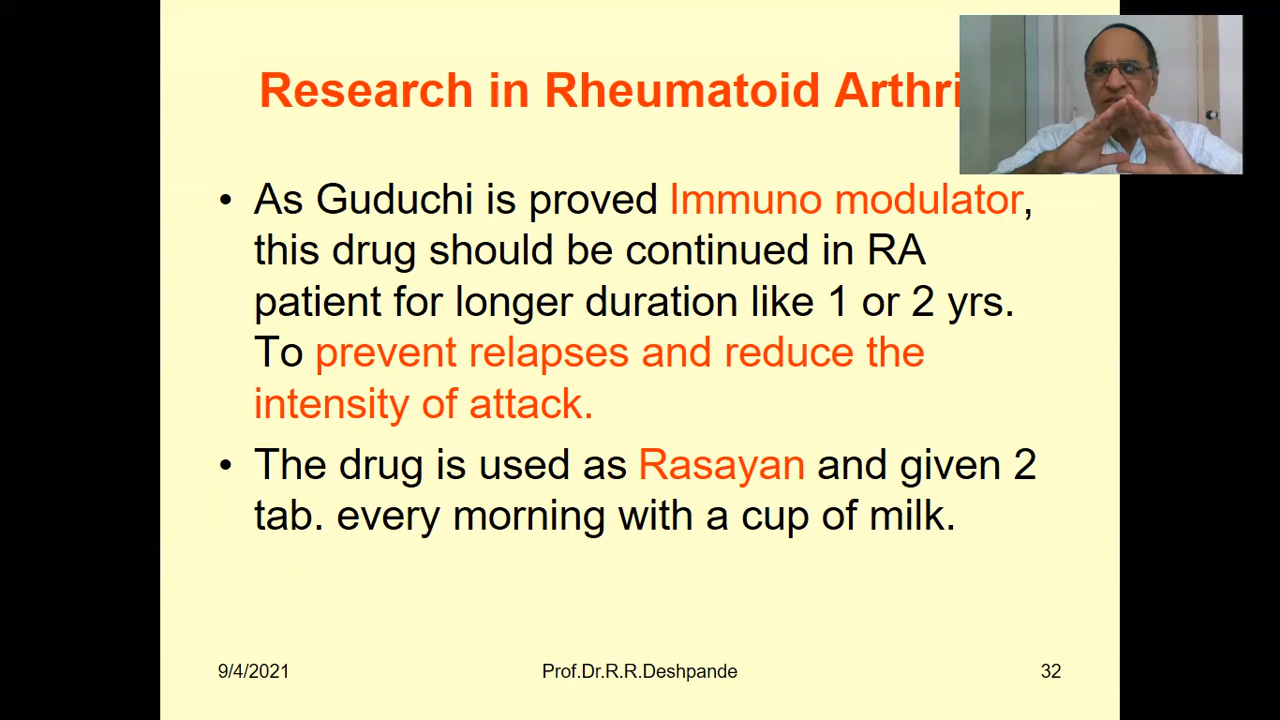 Research in Rheumatoid Arthri
• As Guduchi is proved Immuno modulator,
this drug should be continued in RA
patient for longer duration like 1 or 2 yrs.
To prevent relapses and reduce the
intensity of attack.
• The drug is used as Rasayan and given 2
tab. every morning with a cup of milk.
9/4/2021 Prof.Dr.R.R.Deshpande 32